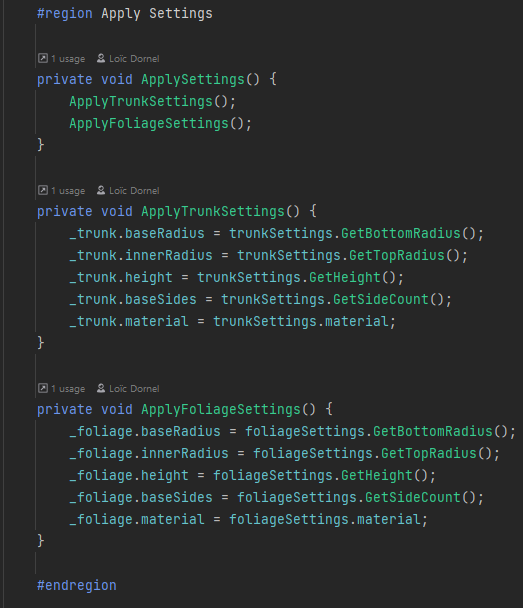 #region Apply Settings
1 usage Loïc Dornel
private void ApplySettings() {
ApplyTrunkSettings();
ApplyFoliageSettings();
}
1 usage Loïc Dornel
private void ApplyTrunkSettings() {
_trunk.baseRadius = trunkSettings.GetBottomRadius();
_trunk.innerRadius = trunkSettings.GetTopRadius();
_trunk.height = trunkSettings.GetHeight();
_trunk.baseSides = trunkSettings.GetSideCount();
_trunk.material = trunkSettings.material;
}
1 usage Loïc Dornel
private void ApplyFoliageSettings() {
_foliage.baseRadius = foliageSettings.GetBottomRadius();
_foliage.innerRadius = foliageSettings.GetTopRadius();
_foliage.height = foliageSettings.GetHeight();
_foliage.baseSides = foliageSettings.GetSideCount();
_foliage.material = foliageSettings.material;
}
#endregion